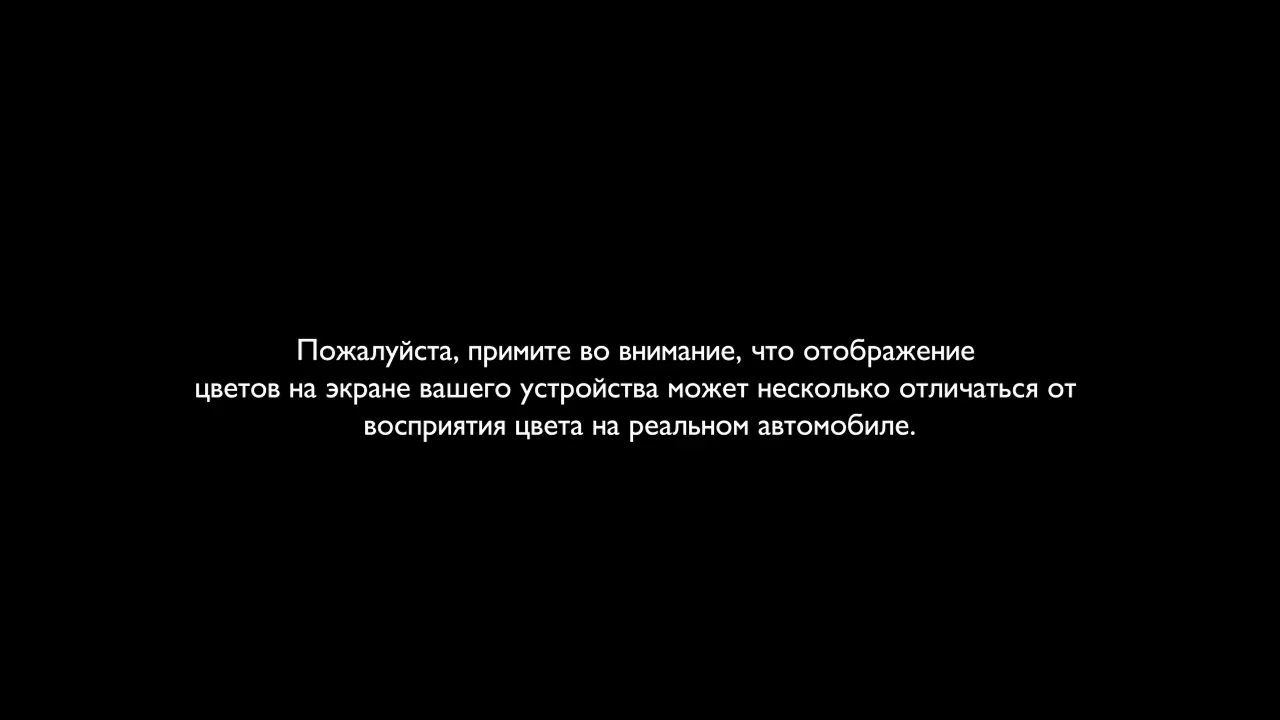 Пожалуйста, примите во внимание, что отображение
цветов на экране вашего устройства может несколько отличаться от
восприятия цвета на реальном автомобиле.